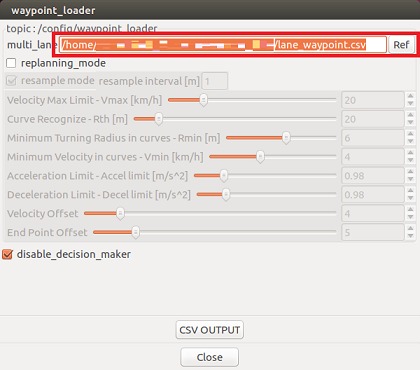 waypoint_loader
topic : /config/waypoint_loader
multi_lane /home/ /lane_waypoint.csv Ref
replanning_mode
resample mode resample interval [m] 1
Velocity Max Limit - Vmax [km/h] 20
Curve Recognize - Rth [m] 20
Minimum Turning Radius in curves - Rmin [m] 6
Minimum Velocity in curves - Vmin [km/h] 4
Acceleration Limit - Accel limit [m/s^2] 0.98
Deceleration Limit - Decel limit [m/s^2] 0.98
Velocity Offset 4
End Point Offset 5
disable_decision_maker
CSV OUTPUT
Close